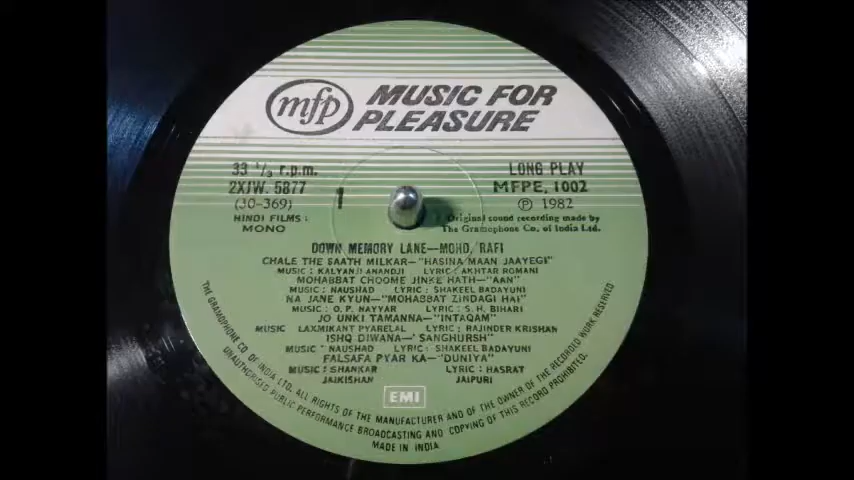 mfp
MUSIC FOR
PLEASURE
33 1/3 r.p.m.
LONG PLAY
2XJW. 5877
1
MFPE. 1002
(30-369)
℗ 1982
HINDI FILMS :
MONO
Original sound recording made by
The Gramophone Co. of India Ltd.
DOWN MEMORY LANE—MOHD. RAFI
CHALE THE SAATH MILKAR—"HASINA MAAN JAAYEGI"
MUSIC : KALYANJI ANANDJI LYRIC : AKHTAR ROMANI
MOHABBAT CHOOME JINKE HATH—"AAN"
MUSIC : NAUSHAD LYRIC : SHAKEEL BADAYUNI
NA JANE KYUN—"MOHABBAT ZINDAGI HAI"
MUSIC : O. P. NAYYAR LYRIC : S. H. BIHARI
JO UNKI TAMANNA—"INTAQAM"
MUSIC LAXMIKANT PYARELAL LYRIC : RAJINDER KRISHAN
ISHQ DIWANA—"SANGHURSH"
MUSIC : NAUSHAD LYRIC : SHAKEEL BADAYUNI
FALSAFA PYAR KA—"DUNIYA"
MUSIC : SHANKAR LYRIC : HASRAT
JAIKISHAN JAIPURI
EMI
THE GRAMOPHONE CO. OF INDIA LTD. ALL RIGHTS OF THE MANUFACTURER AND OF THE OWNER OF THE RECORDED WORK RESERVED
UNAUTHORISED PUBLIC PERFORMANCE BROADCASTING AND COPYING OF THIS RECORD PROHIBITED.
MADE IN INDIA